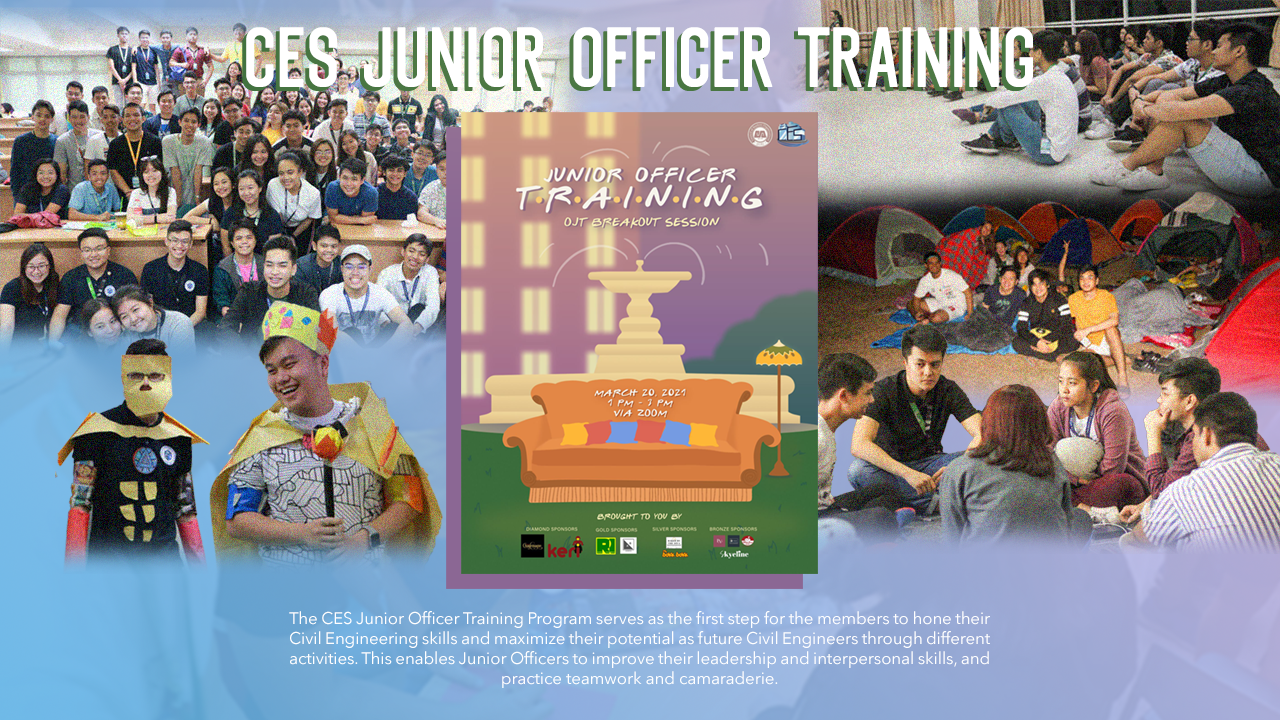 CES JUNIOR OFFICER TRAINING
JUNIOR OFFICER
T·R·A·I·N·I·N·G
OJT BREAKOUT SESSION
MARCH 20, 2021
1 PM - 3 PM
VIA ZOOM
BROUGHT TO YOU BY
DIAMOND SPONSORS
GOLD SPONSORS
SILVER SPONSORS
BRONZE SPONSORS
The CES Junior Officer Training Program serves as the first step for the members to hone their
Civil Engineering skills and maximize their potential as future Civil Engineers through different
activities. This enables Junior Officers to improve their leadership and interpersonal skills, and
practice teamwork and camaraderie.